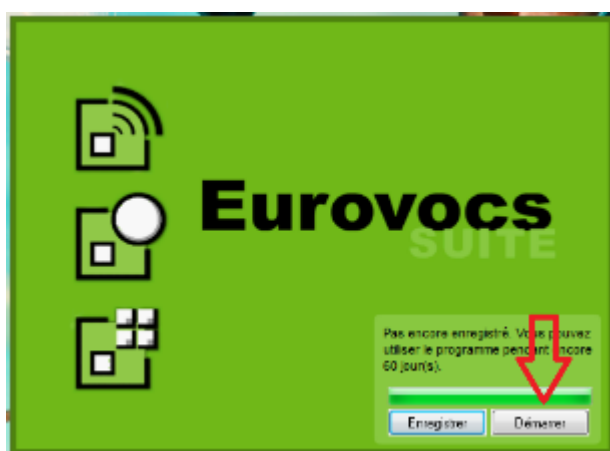 Eurovocs
SUITE
Pas encore enregistré. Vous pouvez
utiliser le programme pendant encore
60 jour(s).
Enregistrer Démarrer